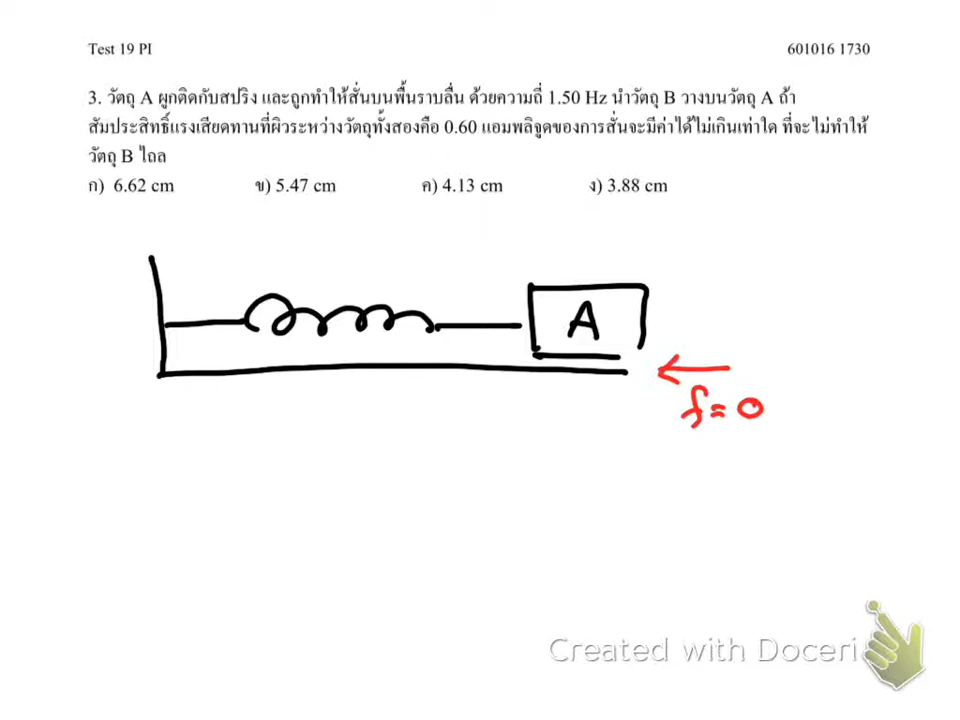 Test 19 PI 601016 1730
3. วัตถุ A ผูกติดกับสปริง และถูกทำให้สั่นบนพื้นราบลื่น ด้วยความถี่ 1.50 Hz นำวัตถุ B วางบนวัตถุ A ถ้า
สัมประสิทธิ์แรงเสียดทานที่ผิวระหว่างวัตถุทั้งสองคือ 0.60 แอมพลิจูดของการสั่นจะมีค่าได้ไม่เกินเท่าใด ที่จะไม่ทำให้
วัตถุ B ไถล
ก) 6.62 cm ข) 5.47 cm ค) 4.13 cm ง) 3.88 cm
A
f = 0
Created with Doceri